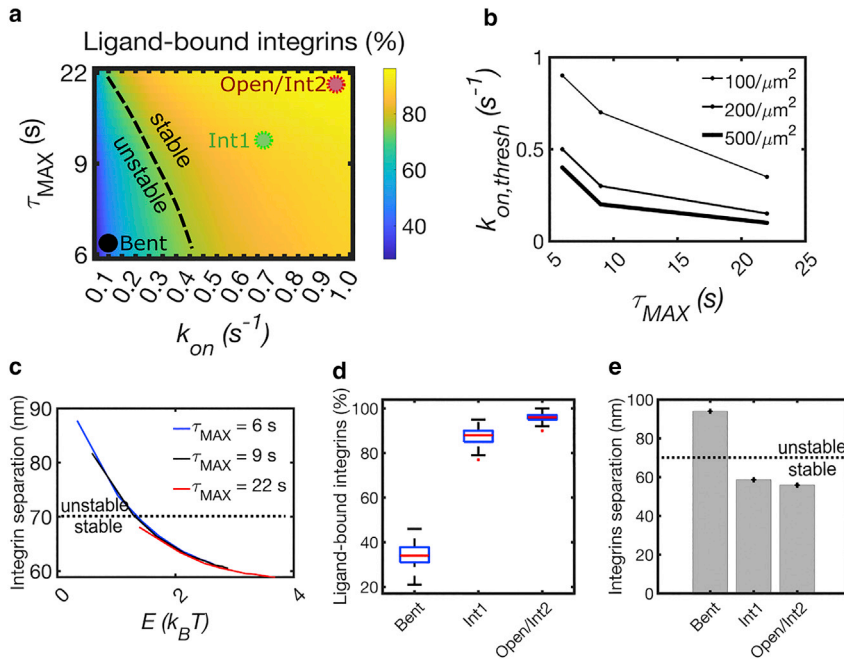 a
Ligand-bound integrins (%)
22
9
6
τMAX (s)
Open/Int2
Int1
stable
unstable
Bent
0.1
0.2
0.3
0.4
0.5
0.6
0.7
0.8
0.9
1.0
kon (s-1)
80
60
40
b
1
0.5
0
kon,thresh (s-1)
100/μm2
200/μm2
500/μm2
5
10
15
20
25
τMAX (s)
c
90
80
70
60
Integrin separation (nm)
τMAX = 6 s
τMAX = 9 s
τMAX = 22 s
unstable
stable
0
2
4
E (kBT)
d
100
80
60
40
20
Ligand-bound integrins (%)
Bent
Int1
Open/Int2
e
100
80
60
40
20
0
Integrins separation (nm)
unstable
stable
Bent
Int1
Open/Int2